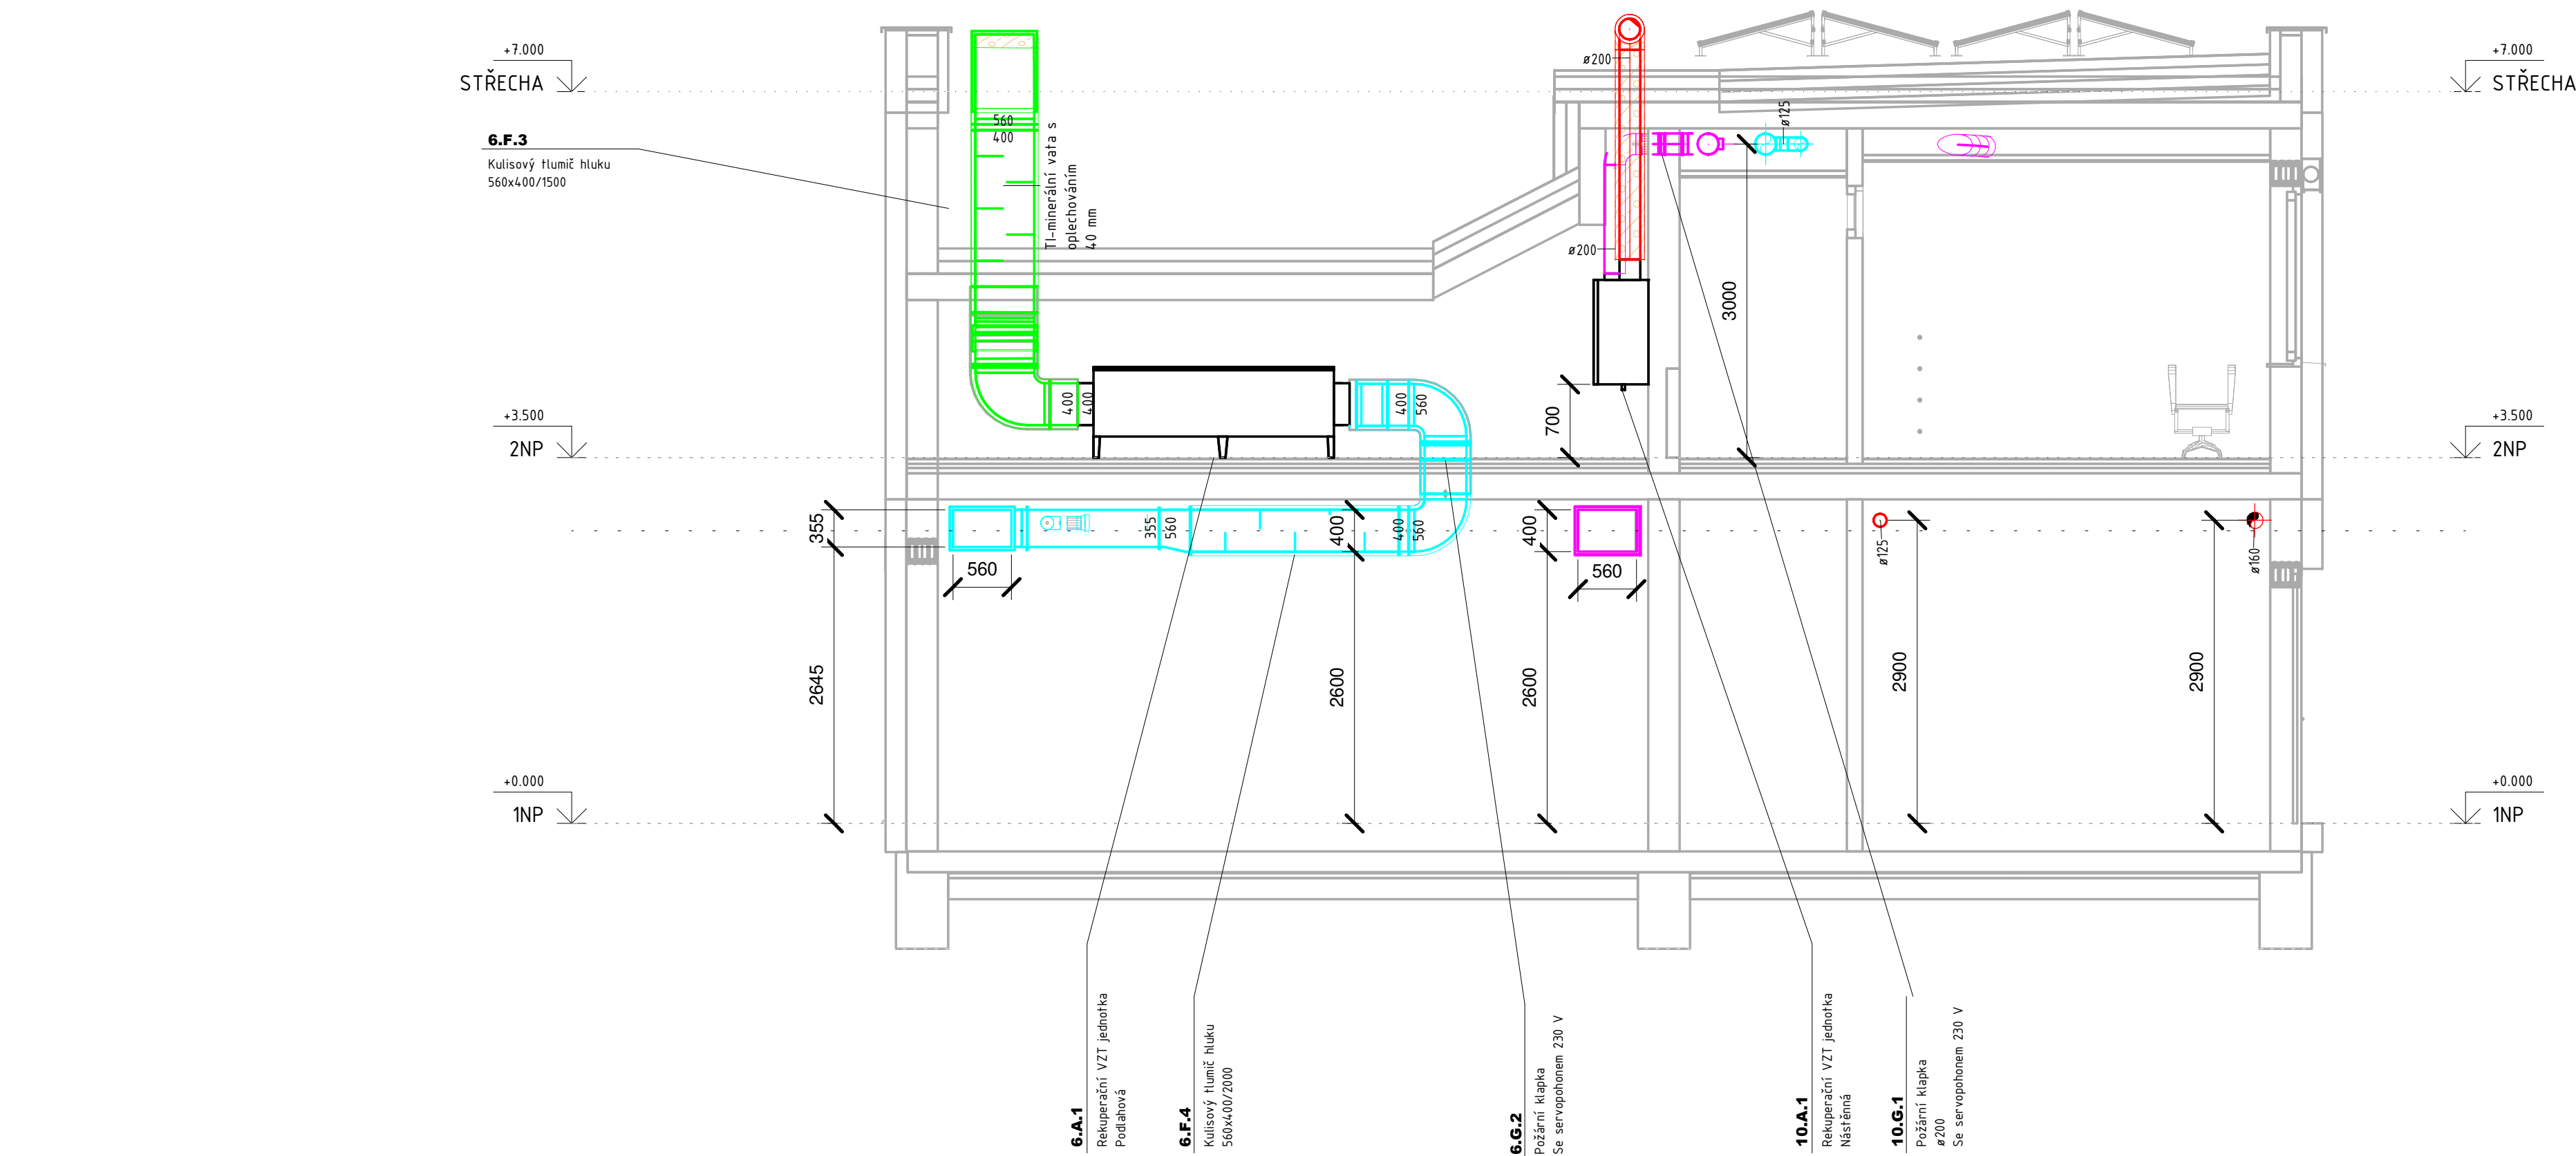 +7.000
STŘECHA
6.F.3
Kulisový tlumič hluku
560x400/1500
+3.500
2NP
+0.000
1NP
560
400
TI-minerální vata s
oplechováním
40 mm
400
400
400
560
355
560
2645
355
560
400
2600
400
560
400
560
2600
ø200
ø200
700
3000
ø125
ø125
2900
ø160
2900
+7.000
STŘECHA
+3.500
2NP
+0.000
1NP
6.A.1
Rekuperační VZT jednotka
Podlahová
6.F.4
Kulisový tlumič hluku
560x400/2000
6.G.2
Požární klapka
Se servopohonem 230 V
10.A.1
Rekuperační VZT jednotka
Nástěnná
10.G.1
Požární klapka
ø200
Se servopohonem 230 V